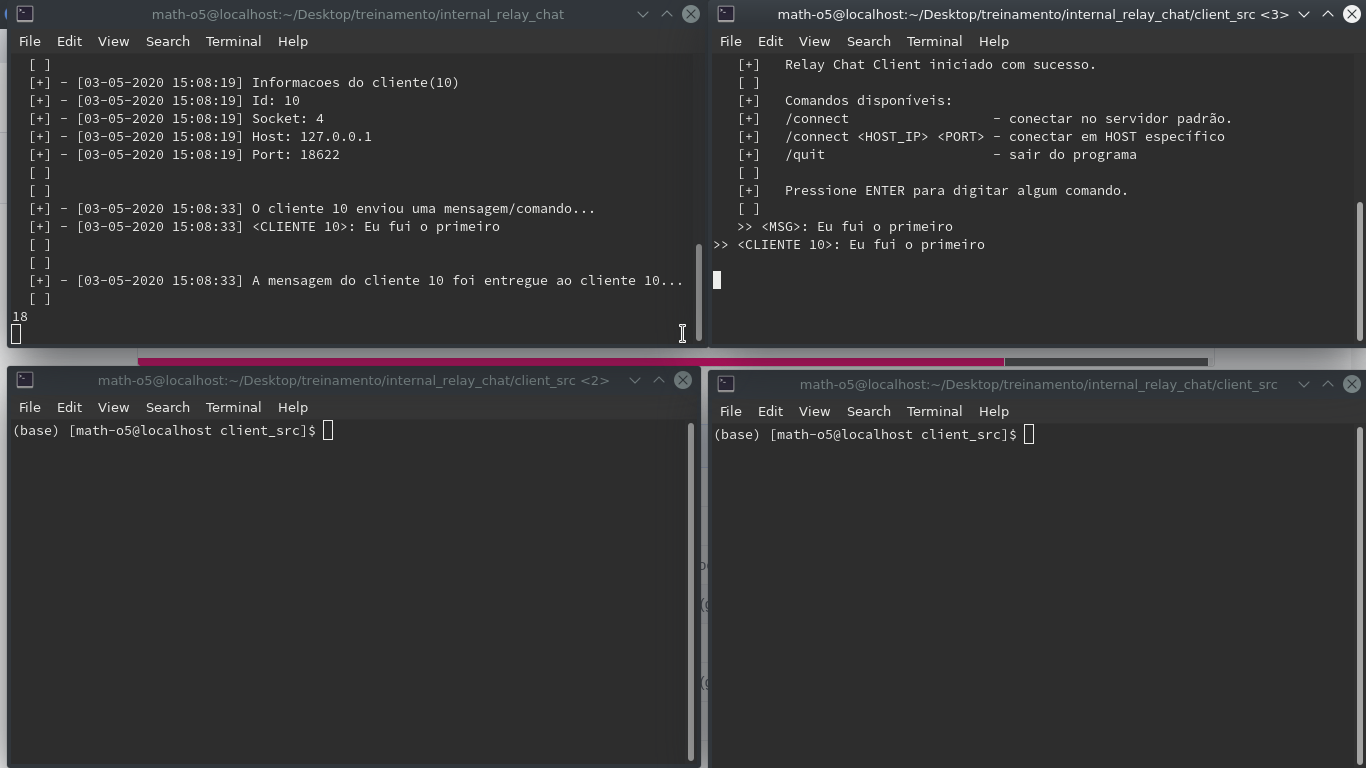 math-o5@localhost:~/Desktop/treinamento/internal_relay_chat
File Edit View Search Terminal Help
[ ]
[+] - [03-05-2020 15:08:19] Informacoes do cliente(10)
[+] - [03-05-2020 15:08:19] Id: 10
[+] - [03-05-2020 15:08:19] Socket: 4
[+] - [03-05-2020 15:08:19] Host: 127.0.0.1
[+] - [03-05-2020 15:08:19] Port: 18622
[ ]
[ ]
[+] - [03-05-2020 15:08:33] O cliente 10 enviou uma mensagem/comando...
[+] - [03-05-2020 15:08:33] <CLIENTE 10>: Eu fui o primeiro
[ ]
[ ]
[+] - [03-05-2020 15:08:33] A mensagem do cliente 10 foi entregue ao cliente 10...
[ ]
18
math-o5@localhost:~/Desktop/treinamento/internal_relay_chat/client_src <3>
File Edit View Search Terminal Help
[+] Relay Chat Client iniciado com sucesso.
[ ]
[+] Comandos disponíveis:
[+] /connect - conectar no servidor padrão.
[+] /connect <HOST_IP> <PORT> - conectar em HOST específico
[+] /quit - sair do programa
[ ]
[+] Pressione ENTER para digitar algum comando.
[ ]
>> <MSG>: Eu fui o primeiro
>> <CLIENTE 10>: Eu fui o primeiro
math-o5@localhost:~/Desktop/treinamento/internal_relay_chat/client_src <2>
File Edit View Search Terminal Help
(base) [math-o5@localhost client_src]$
math-o5@localhost:~/Desktop/treinamento/internal_relay_chat/client_src
File Edit View Search Terminal Help
(base) [math-o5@localhost client_src]$